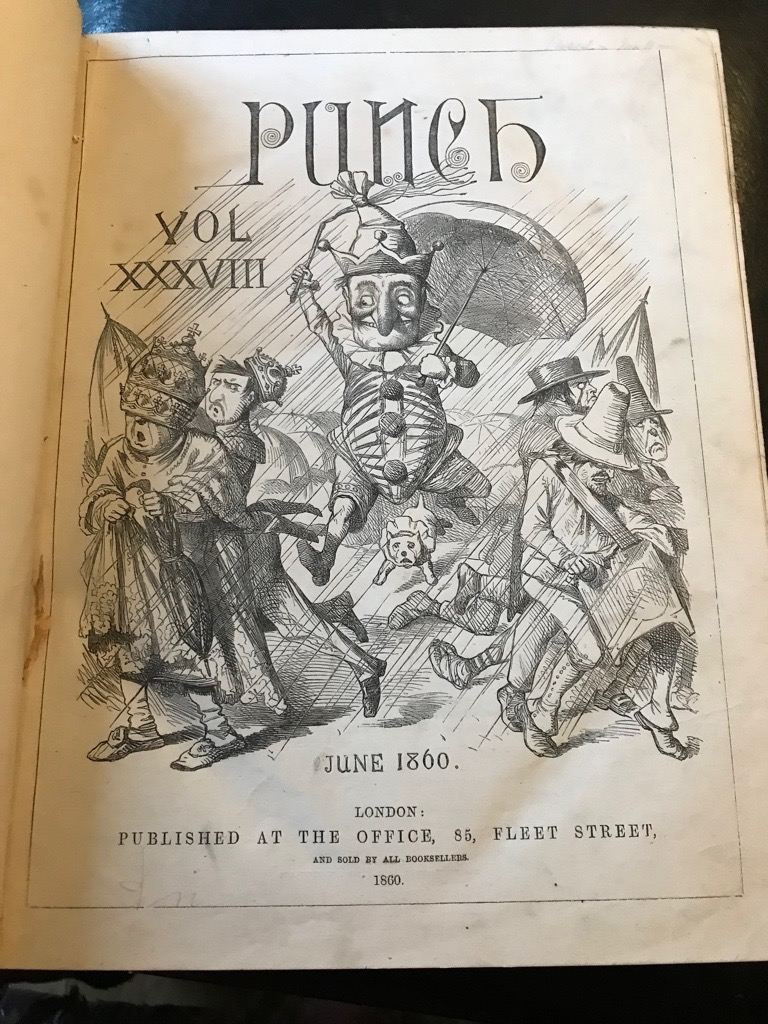 PUNCH
VOL
XXXVIII
JUNE 1860.
LONDON:
PUBLISHED AT THE OFFICE, 85, FLEET STREET,
AND SOLD BY ALL BOOKSELLERS.
1860.